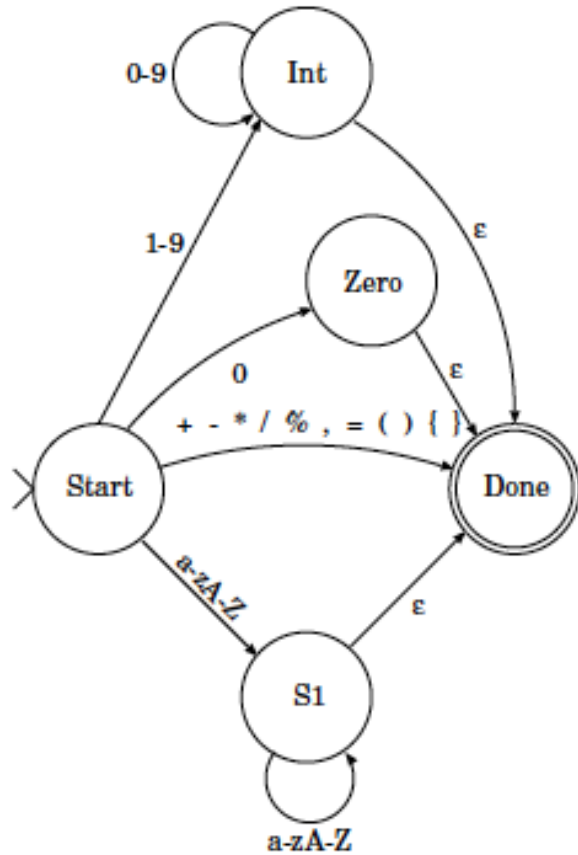 0-9
Int
1-9
ε
Zero
0
ε
+ - * / % , = ( ) { }
Start
Done
a-zA-Z
ε
S1
a-zA-Z